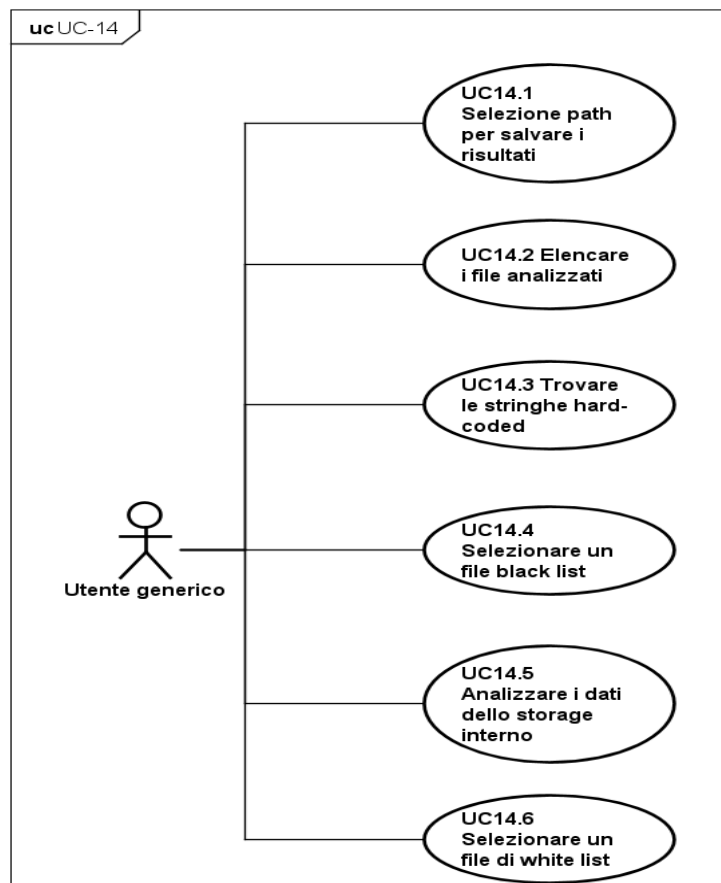 uc UC-14
UC14.1
Selezione path
per salvare i
risultati
UC14.2 Elencare
i file analizzati
UC14.3 Trovare
le stringhe hard-
coded
UC14.4
Selezionare un
file black list
Utente generico
UC14.5
Analizzare i dati
dello storage
interno
UC14.6
Selezionare un
file di white list